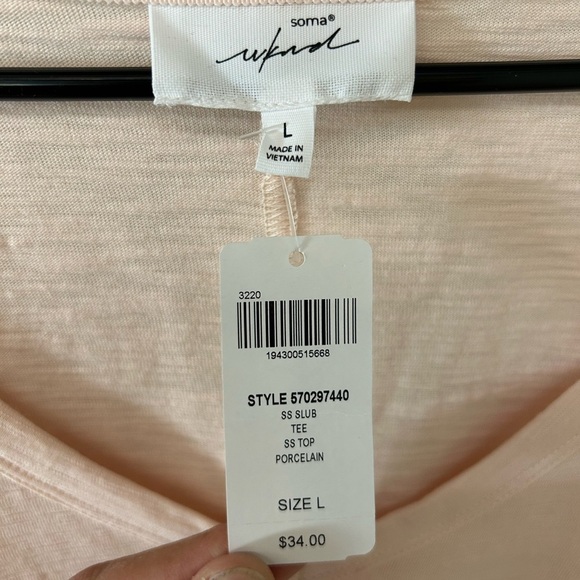 soma®
wknd
L
MADE IN
VIETNAM
3220
194300515668
STYLE 570297440
SS SLUB
TEE
SS TOP
PORCELAIN
SIZE L
$34.00